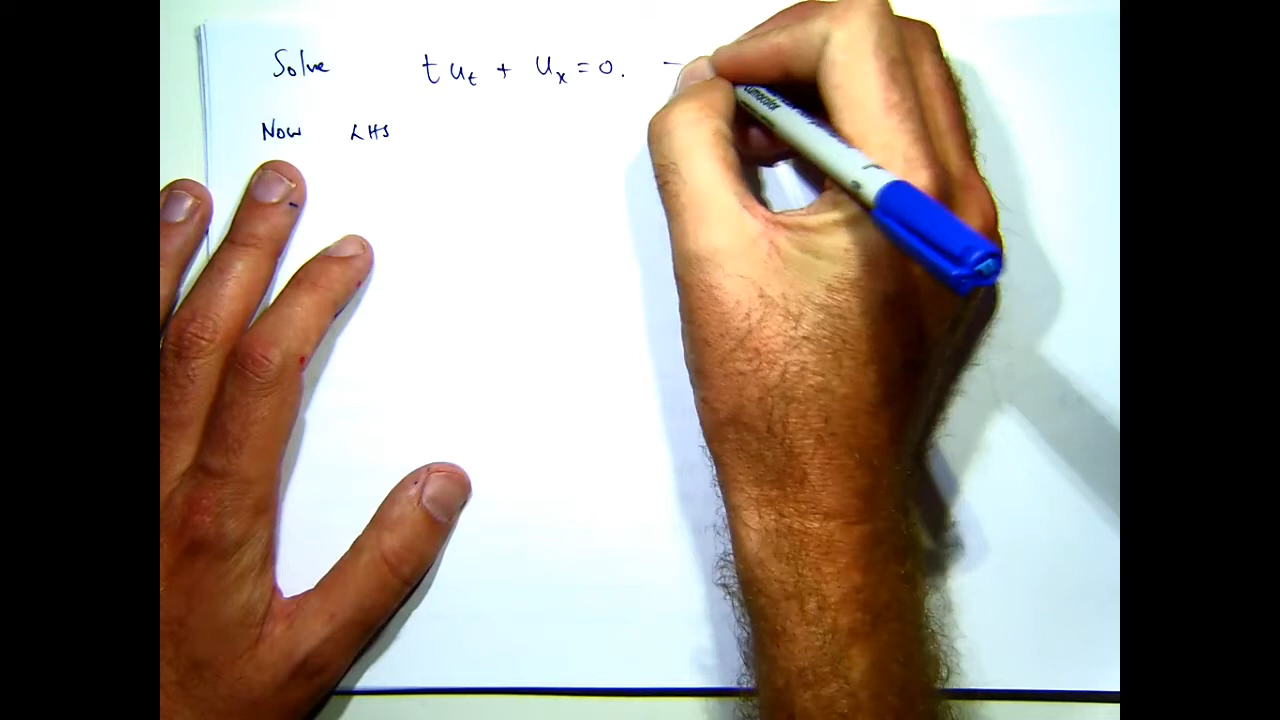 Solve t u_t + u_x = 0.
Now LHS